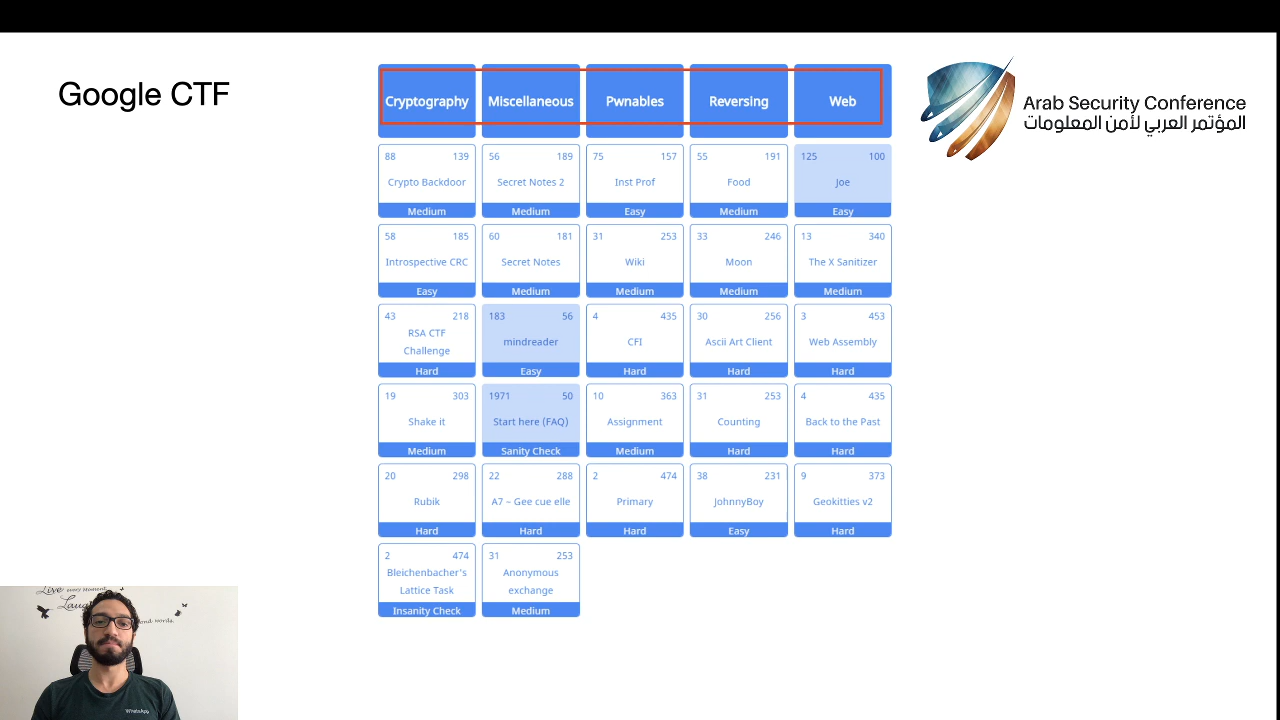 Google CTF
Arab Security Conference
المؤتمر العربي لأمن المعلومات
Cryptography Miscellaneous Pwnables Reversing Web
88 139 56 189 75 157 55 191 125 100
Crypto Backdoor Secret Notes 2 Inst Prof Food Joe
Medium Medium Easy Medium Easy
58 185 60 181 31 253 33 246 13 340
Introspective CRC Secret Notes Wiki Moon The X Sanitizer
Easy Medium Medium Medium Medium
43 218 183 56 4 435 30 256 3 453
RSA CTF
Challenge mindreader CFI Ascii Art Client Web Assembly
Hard Easy Hard Hard Hard
19 303 1971 50 10 363 31 253 4 435
Shake it Start here (FAQ) Assignment Counting Back to the Past
Medium Sanity Check Medium Hard Hard
20 298 22 288 2 474 38 231 9 373
Rubik A7 – Gee cue elle Primary JohnnyBoy Geokitties v2
Hard Hard Hard Easy Hard
2 474 31 253
Bleichenbacher's Anonymous
Lattice Task exchange
Insanity Check Medium
Live every moment
Laugh
words.
WhatsApp